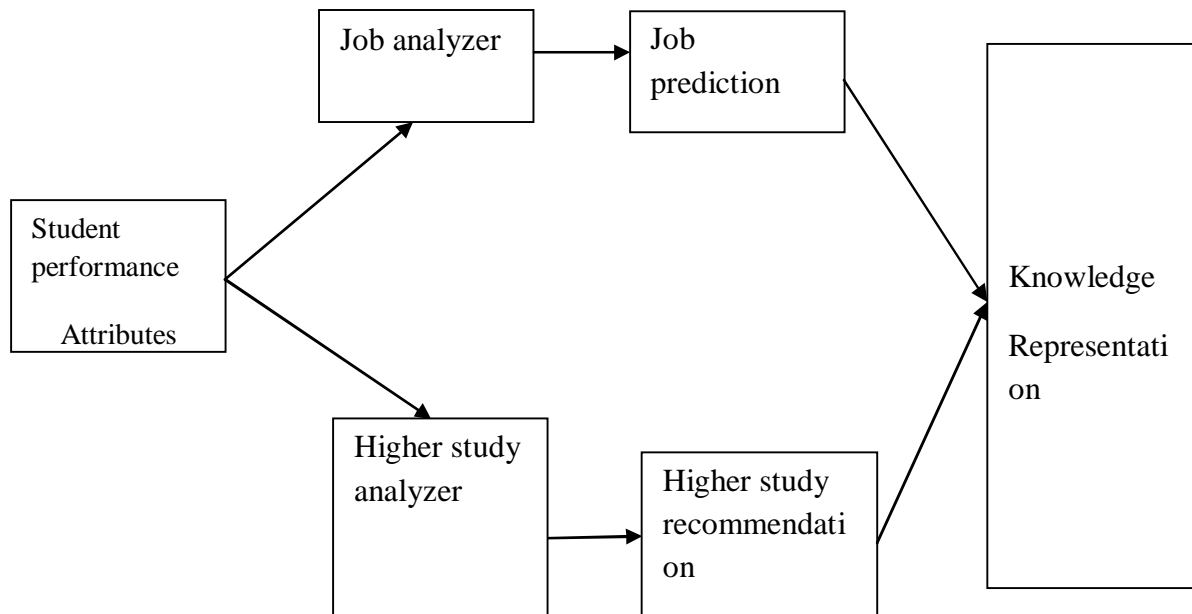 Job analyzer
Job
prediction
Student
performance
Attributes
Knowledge
Representati
on
Higher study
analyzer
Higher study
recommendati
on